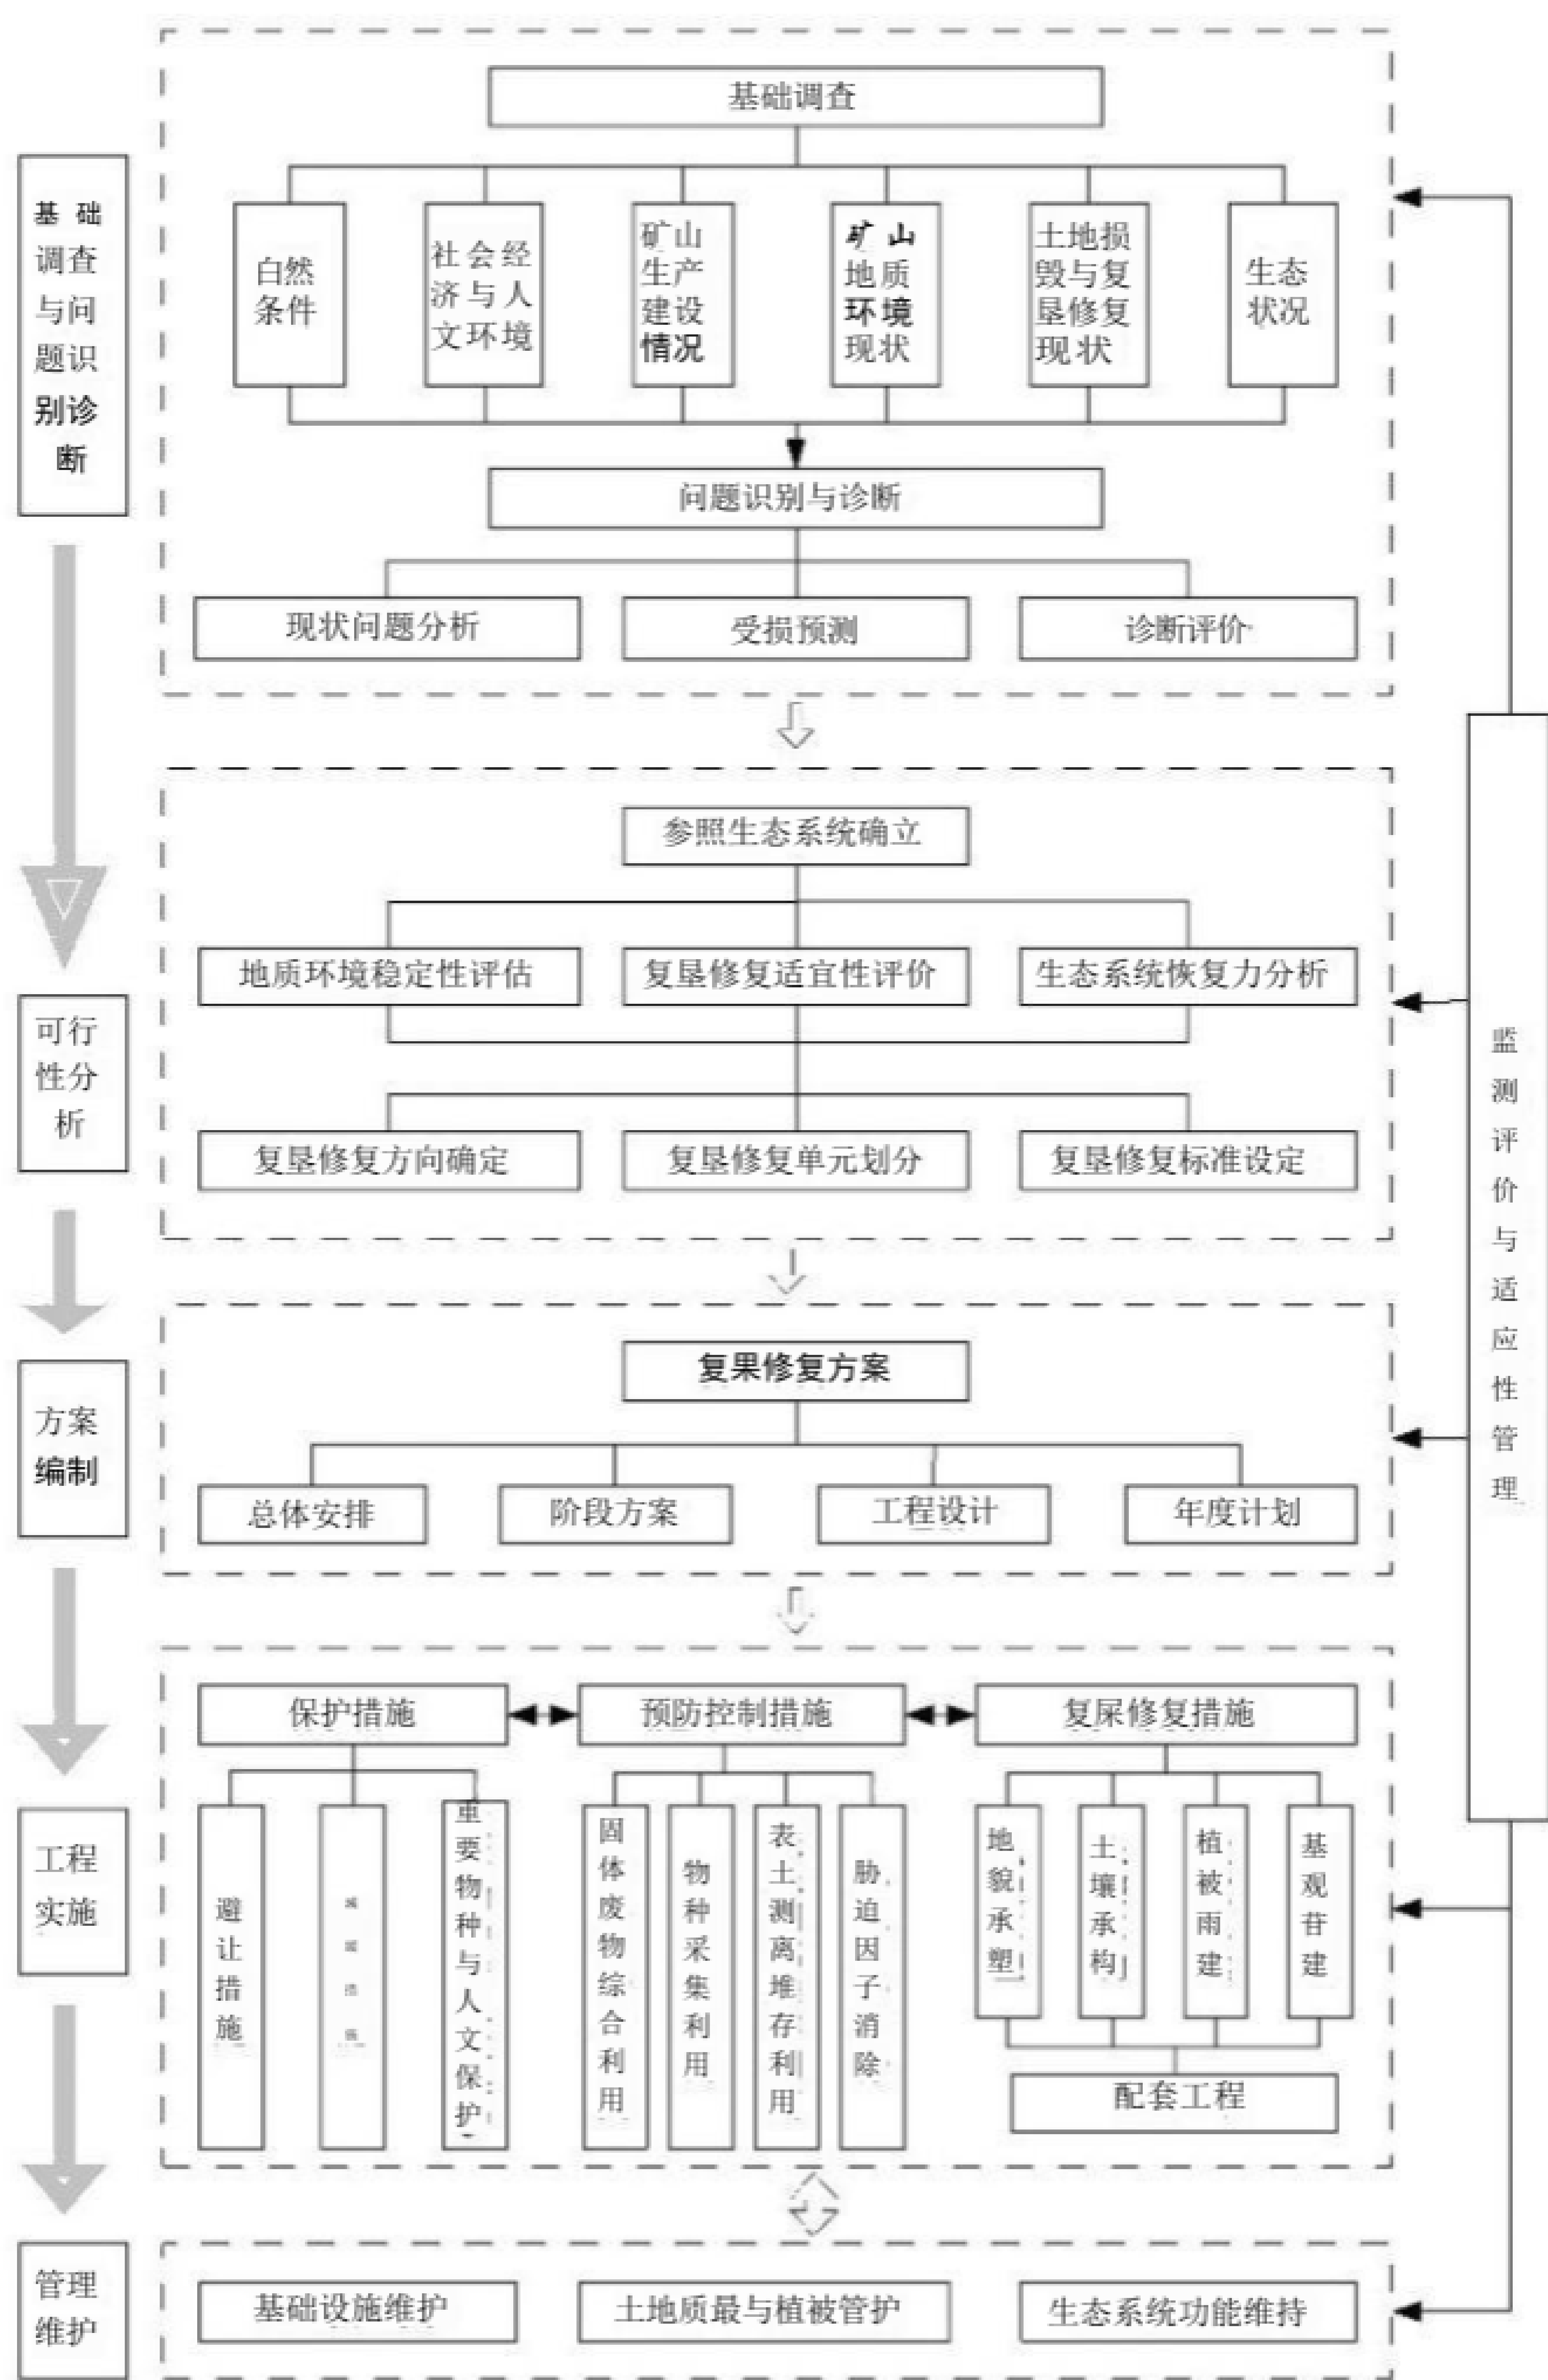 基础调查
基 础
调查
与问
题识
别诊
断
白然
条件
社会经
济与人
文环境
矿山
生产
建设
情况
矿山
地质
环境
现状
土地损
毁与复
垦修复
现状
生态
状况
问题识别与诊断
现状问题分析
受损预测
诊断评价
参照生态系统确立
地质环境稳定性评估
复垦修复适宜性评价
生态系统恢复力分析
可行
性分
析
复垦修复方向确定
复垦修复单元划分
复垦修复标准设定
监测评价与适应性管理
复果修复方案
方案
编制
总体安排
阶段方案
工程设计
年度计划
保护措施
预防控制措施
复屎修复措施
工程
实施
避让措施
重要物种与人文保护
固体废物综合利用
物种采集利用
表土测离堆存利用
胁迫因子消除
地貌承塑
土壤承构
植被雨建
基观苷建
配套工程
管理
维护
基础设施维护
土地质最与植被管护
生态系统功能维持